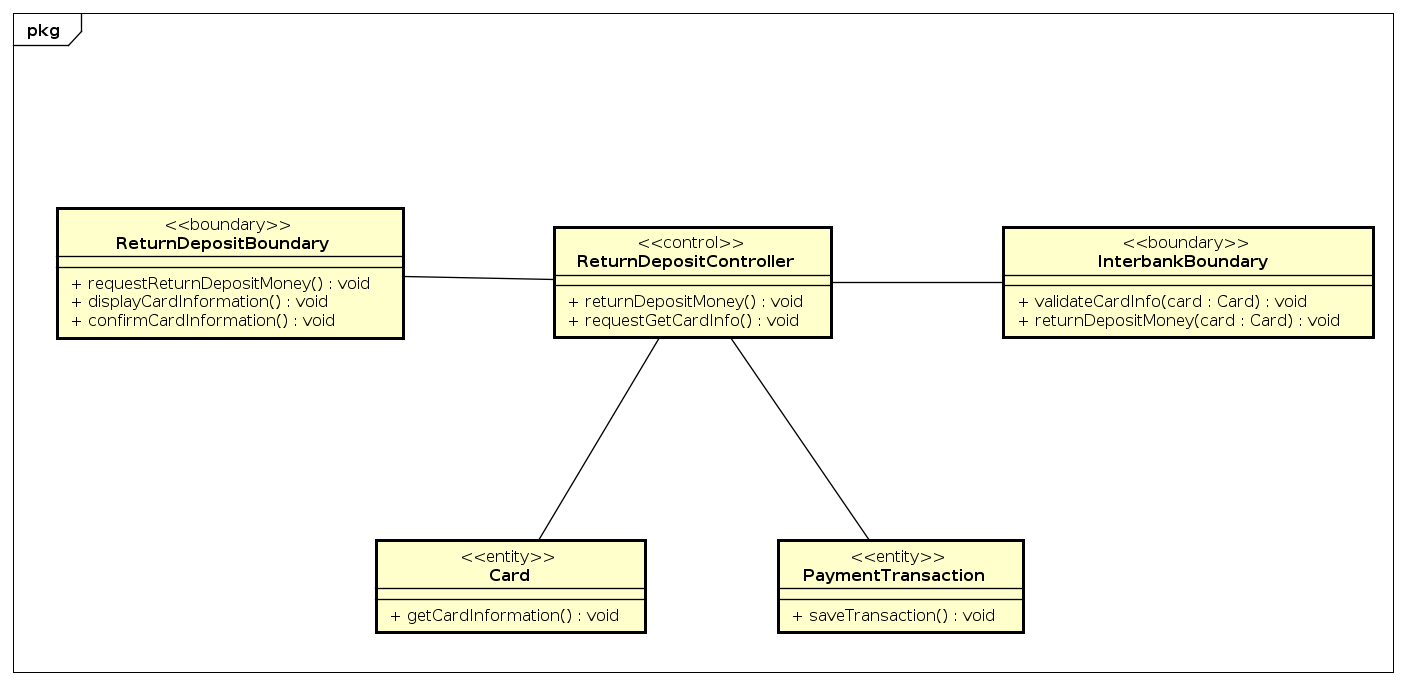 pkg
<<boundary>>
ReturnDepositBoundary
+ requestReturnDepositMoney() : void
+ displayCardInformation() : void
+ confirmCardInformation() : void
<<control>>
ReturnDepositController
+ returnDepositMoney() : void
+ requestGetCardInfo() : void
<<boundary>>
InterbankBoundary
+ validateCardInfo(card : Card) : void
+ returnDepositMoney(card : Card) : void
<<entity>>
Card
+ getCardInformation() : void
<<entity>>
PaymentTransaction
+ saveTransaction() : void